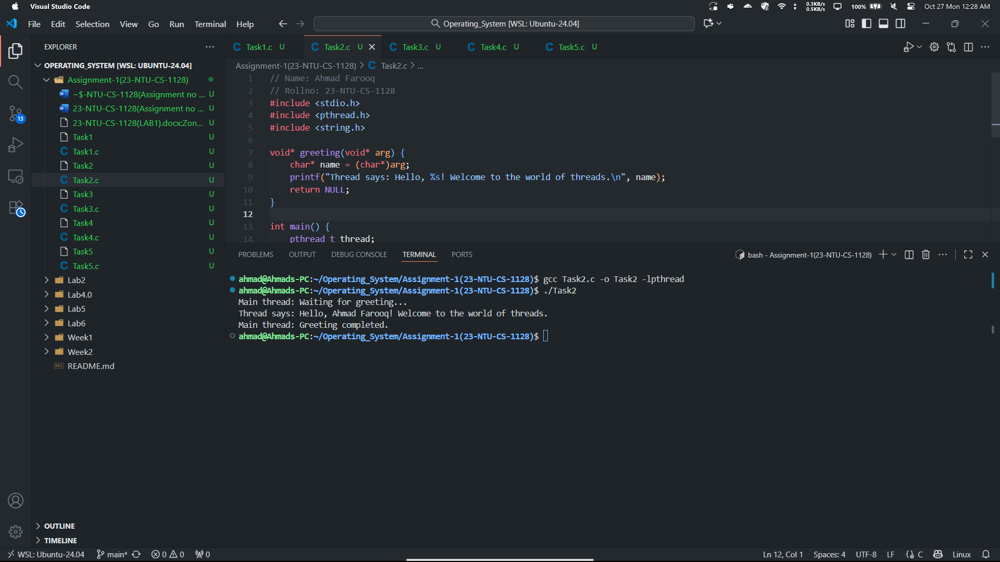 Visual Studio Code
0.3KB/s
0.5KB/s
100%
Oct 27 Mon 12:28 AM
File Edit Selection View Go Run Terminal Help
Operating_System [WSL: Ubuntu-24.04]
EXPLORER
Task1.c U
Task2.c U
Task3.c U
Task4.c U
Task5.c U
OPERATING_SYSTEM [WSL: UBUNTU-24.04]
Assignment-1(23-NTU-CS-1128)
~$-NTU-CS-1128(Assignment no ... U
23-NTU-CS-1128(Assignment no ... U
23-NTU-CS-1128(LAB1).docx:Zon... U
Task1 U
Task1.c U
Task2 U
Task2.c U
Task3 U
Task3.c U
Task4 U
Task4.c U
Task5 U
Task5.c U
Lab2
Lab4.0
Lab5
Lab6
Week1
Week2
README.md
13
OUTLINE
TIMELINE
Assignment-1(23-NTU-CS-1128) > Task2.c > ...
1 // Name: Ahmad Farooq
2 // Rollno: 23-NTU-CS-1128
3 #include <stdio.h>
4 #include <pthread.h>
5 #include <string.h>
6
7 void* greeting(void* arg) {
8 char* name = (char*)arg;
9 printf("Thread says: Hello, %s! Welcome to the world of threads.\n", name);
10 return NULL;
11 }
12
13 int main() {
14 pthread_t thread;
PROBLEMS OUTPUT DEBUG CONSOLE TERMINAL PORTS
bash - Assignment-1(23-NTU-CS-1128)
ahmad@Ahmads-PC:~/Operating_System/Assignment-1(23-NTU-CS-1128)$ gcc Task2.c -o Task2 -lpthread
ahmad@Ahmads-PC:~/Operating_System/Assignment-1(23-NTU-CS-1128)$ ./Task2
Main thread: Waiting for greeting...
Thread says: Hello, Ahmad Farooq! Welcome to the world of threads.
Main thread: Greeting completed.
ahmad@Ahmads-PC:~/Operating_System/Assignment-1(23-NTU-CS-1128)$
WSL: Ubuntu-24.04 main* 0 0 0
Ln 12, Col 1 Spaces: 4 UTF-8 LF C Linux